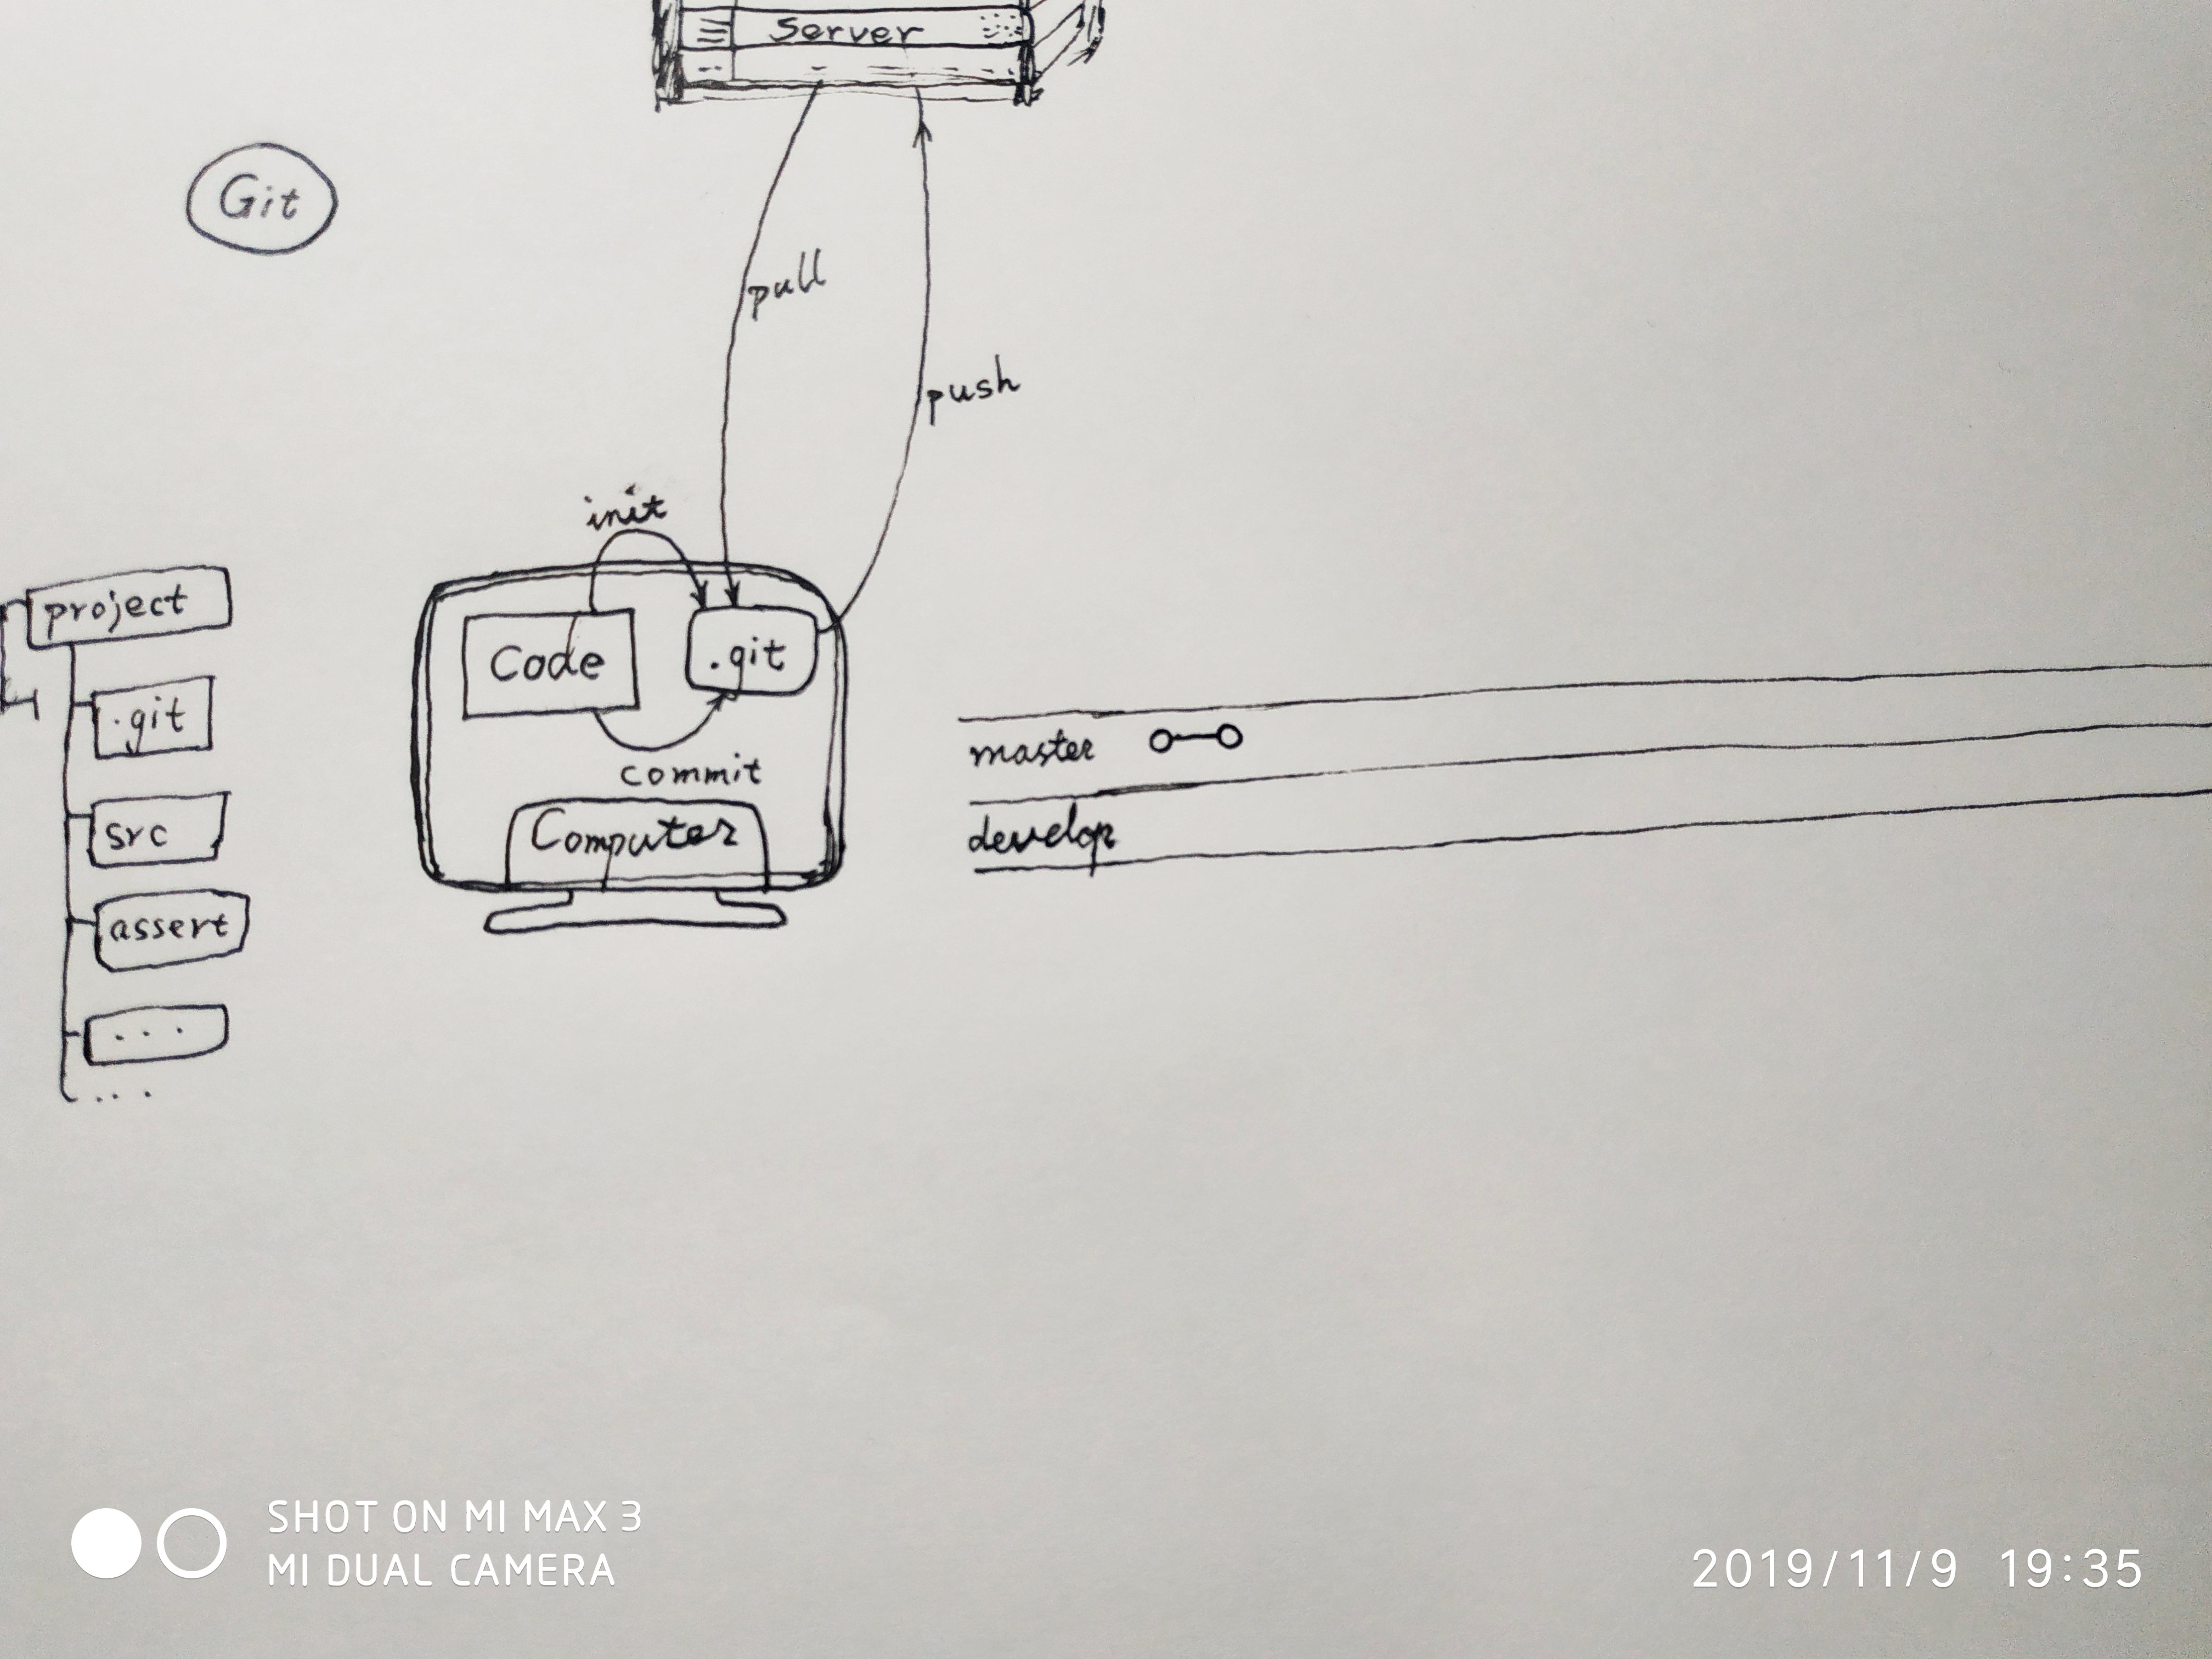 Server
Git
pull
push
init
project
Code
.git
.git
master
commit
src
Computer
develop
assert
...
...
SHOT ON MI MAX 3
MI DUAL CAMERA
2019/11/9 19:35